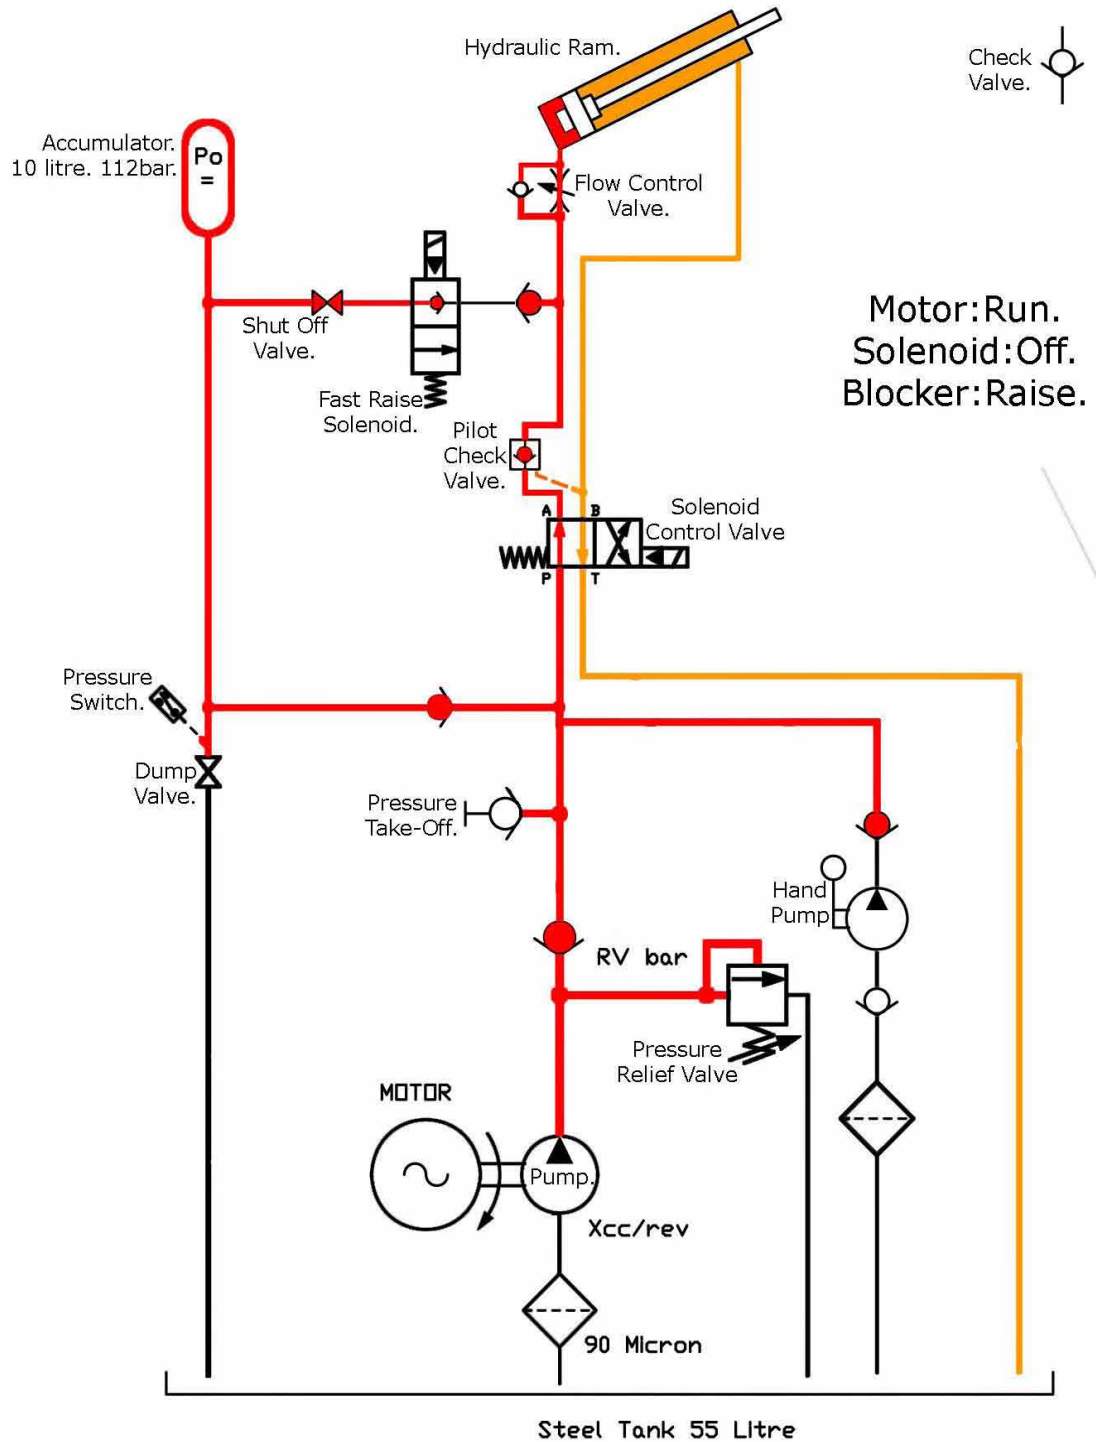 Hydraulic Ram.
Check
Valve.
Accumulator.
10 litre. 112bar.
Po
=
Flow Control
Valve.
Shut Off
Valve.
Fast Raise
Solenoid.
Motor:Run.
Solenoid:Off.
Blocker:Raise.
Pilot
Check
Valve.
A B
P T
Solenoid
Control Valve
Pressure
Switch.
Dump
Valve.
Pressure
Take-Off.
Hand
Pump
RV bar
Pressure
Relief Valve
MOTOR
Pump.
Xcc/rev
90 Micron
Steel Tank 55 Litre